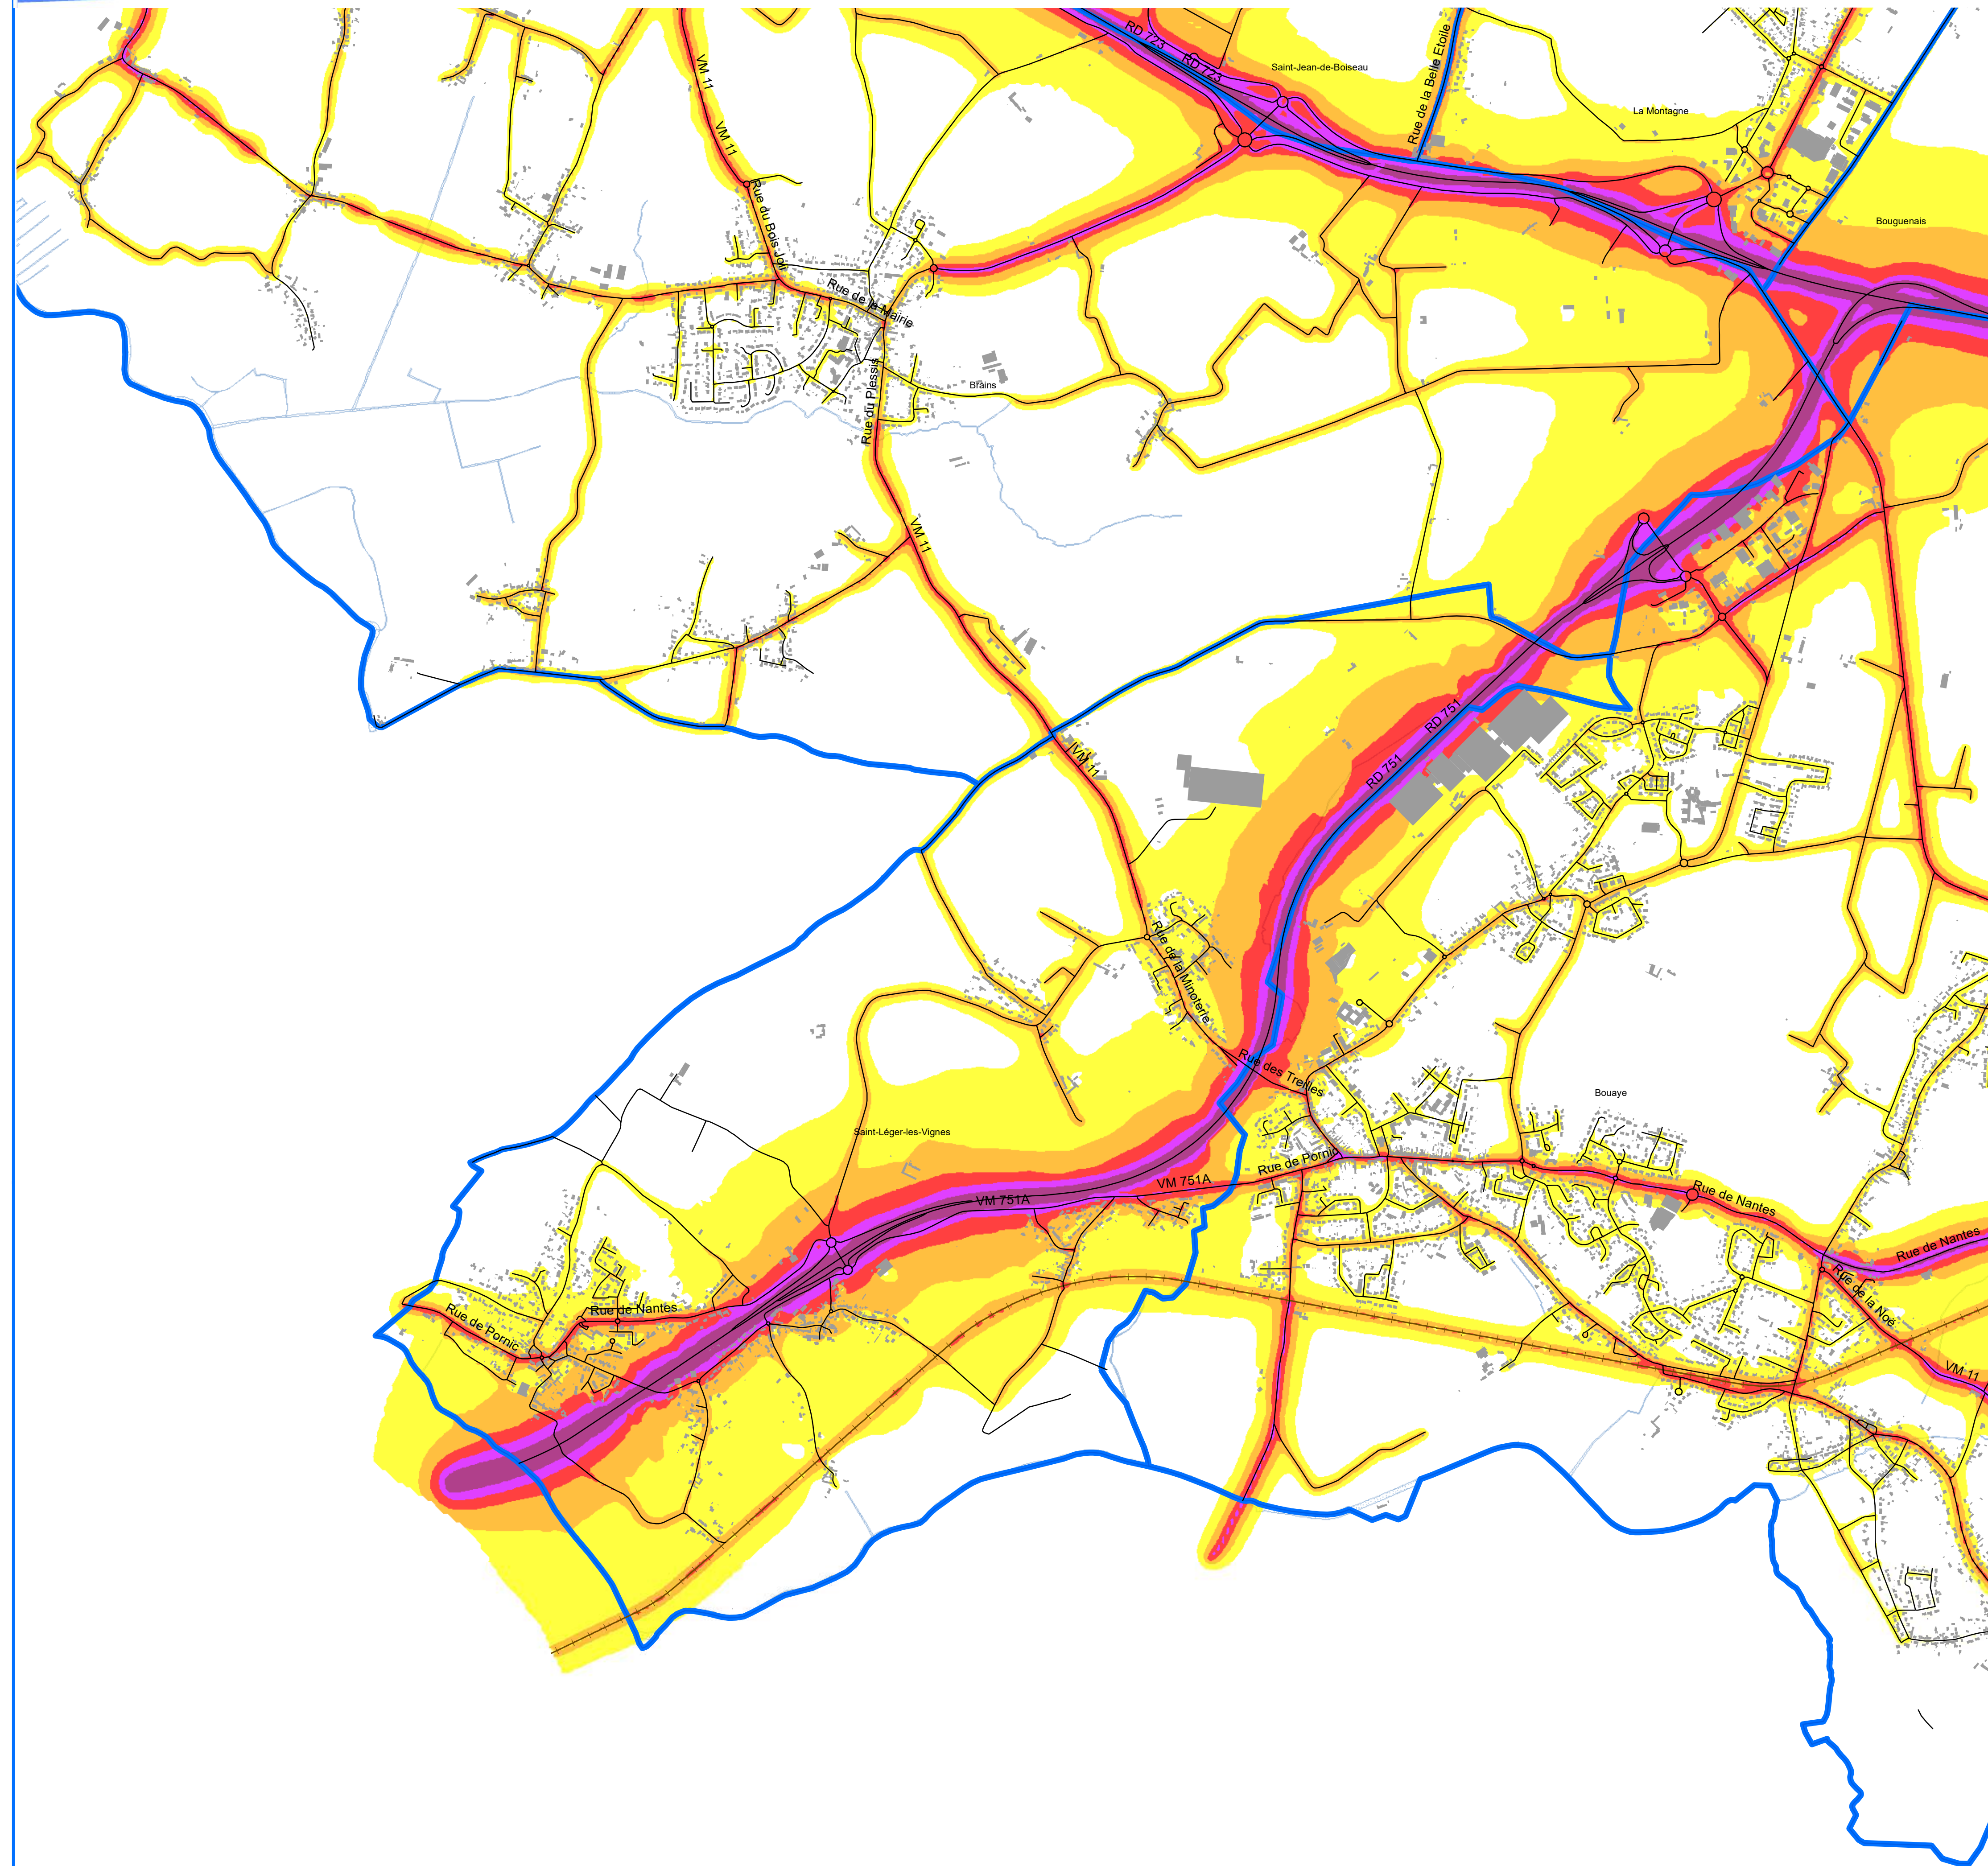 RD 723
RD 723
Saint-Jean-de-Boiseau
Rue de la Belle Etoile
La Montagne
Bouguenais
VM 11
VM 11
Rue du Bois Joli
Rue de la Mairie
Rue du Plessis
Brains
VM 11
VM 11
RD 751
RD 751
Rue de la Minoterie
Rue des Treilles
Bouaye
Saint-Léger-les-Vignes
Rue de Pornic
VM 751A
VM 751A
Rue de Nantes
Rue de Nantes
Rue de la Noë
Rue de Nantes
Rue de Pornic
VM 11